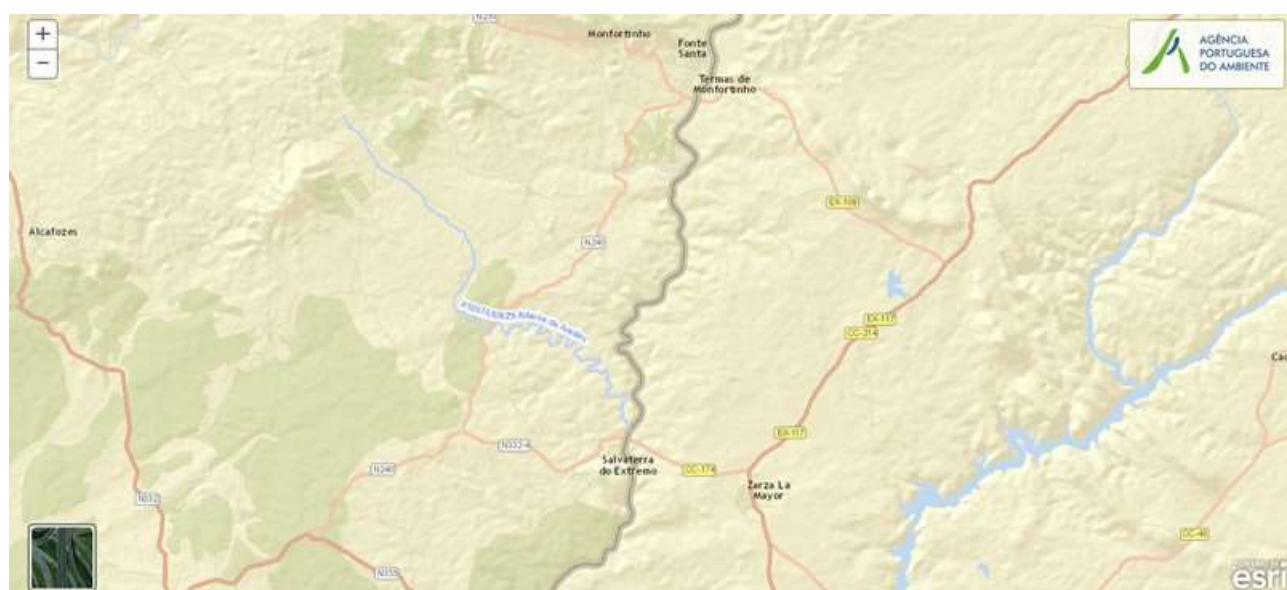 +
−
N239
Monfortinho
Fonte
Santa
Termas de
Monfortinho
AGÊNCIA
PORTUGUESA
DO AMBIENTE
EX-109
Alcafozes
N240
EX-117
CC-214
EX-117
N332-4
N240
Salvaterra
do Extremo
CC-174
Zarza La
Mayor
N332
N355
CC-46
esri